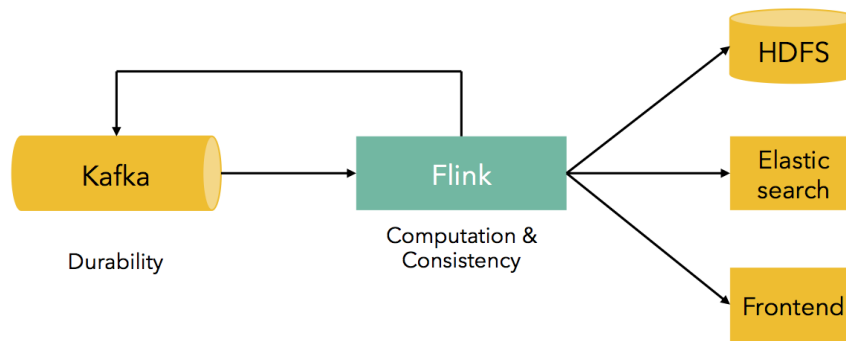 HDFS
Kafka
Flink
Elastic
search
Durability
Computation &
Consistency
Frontend